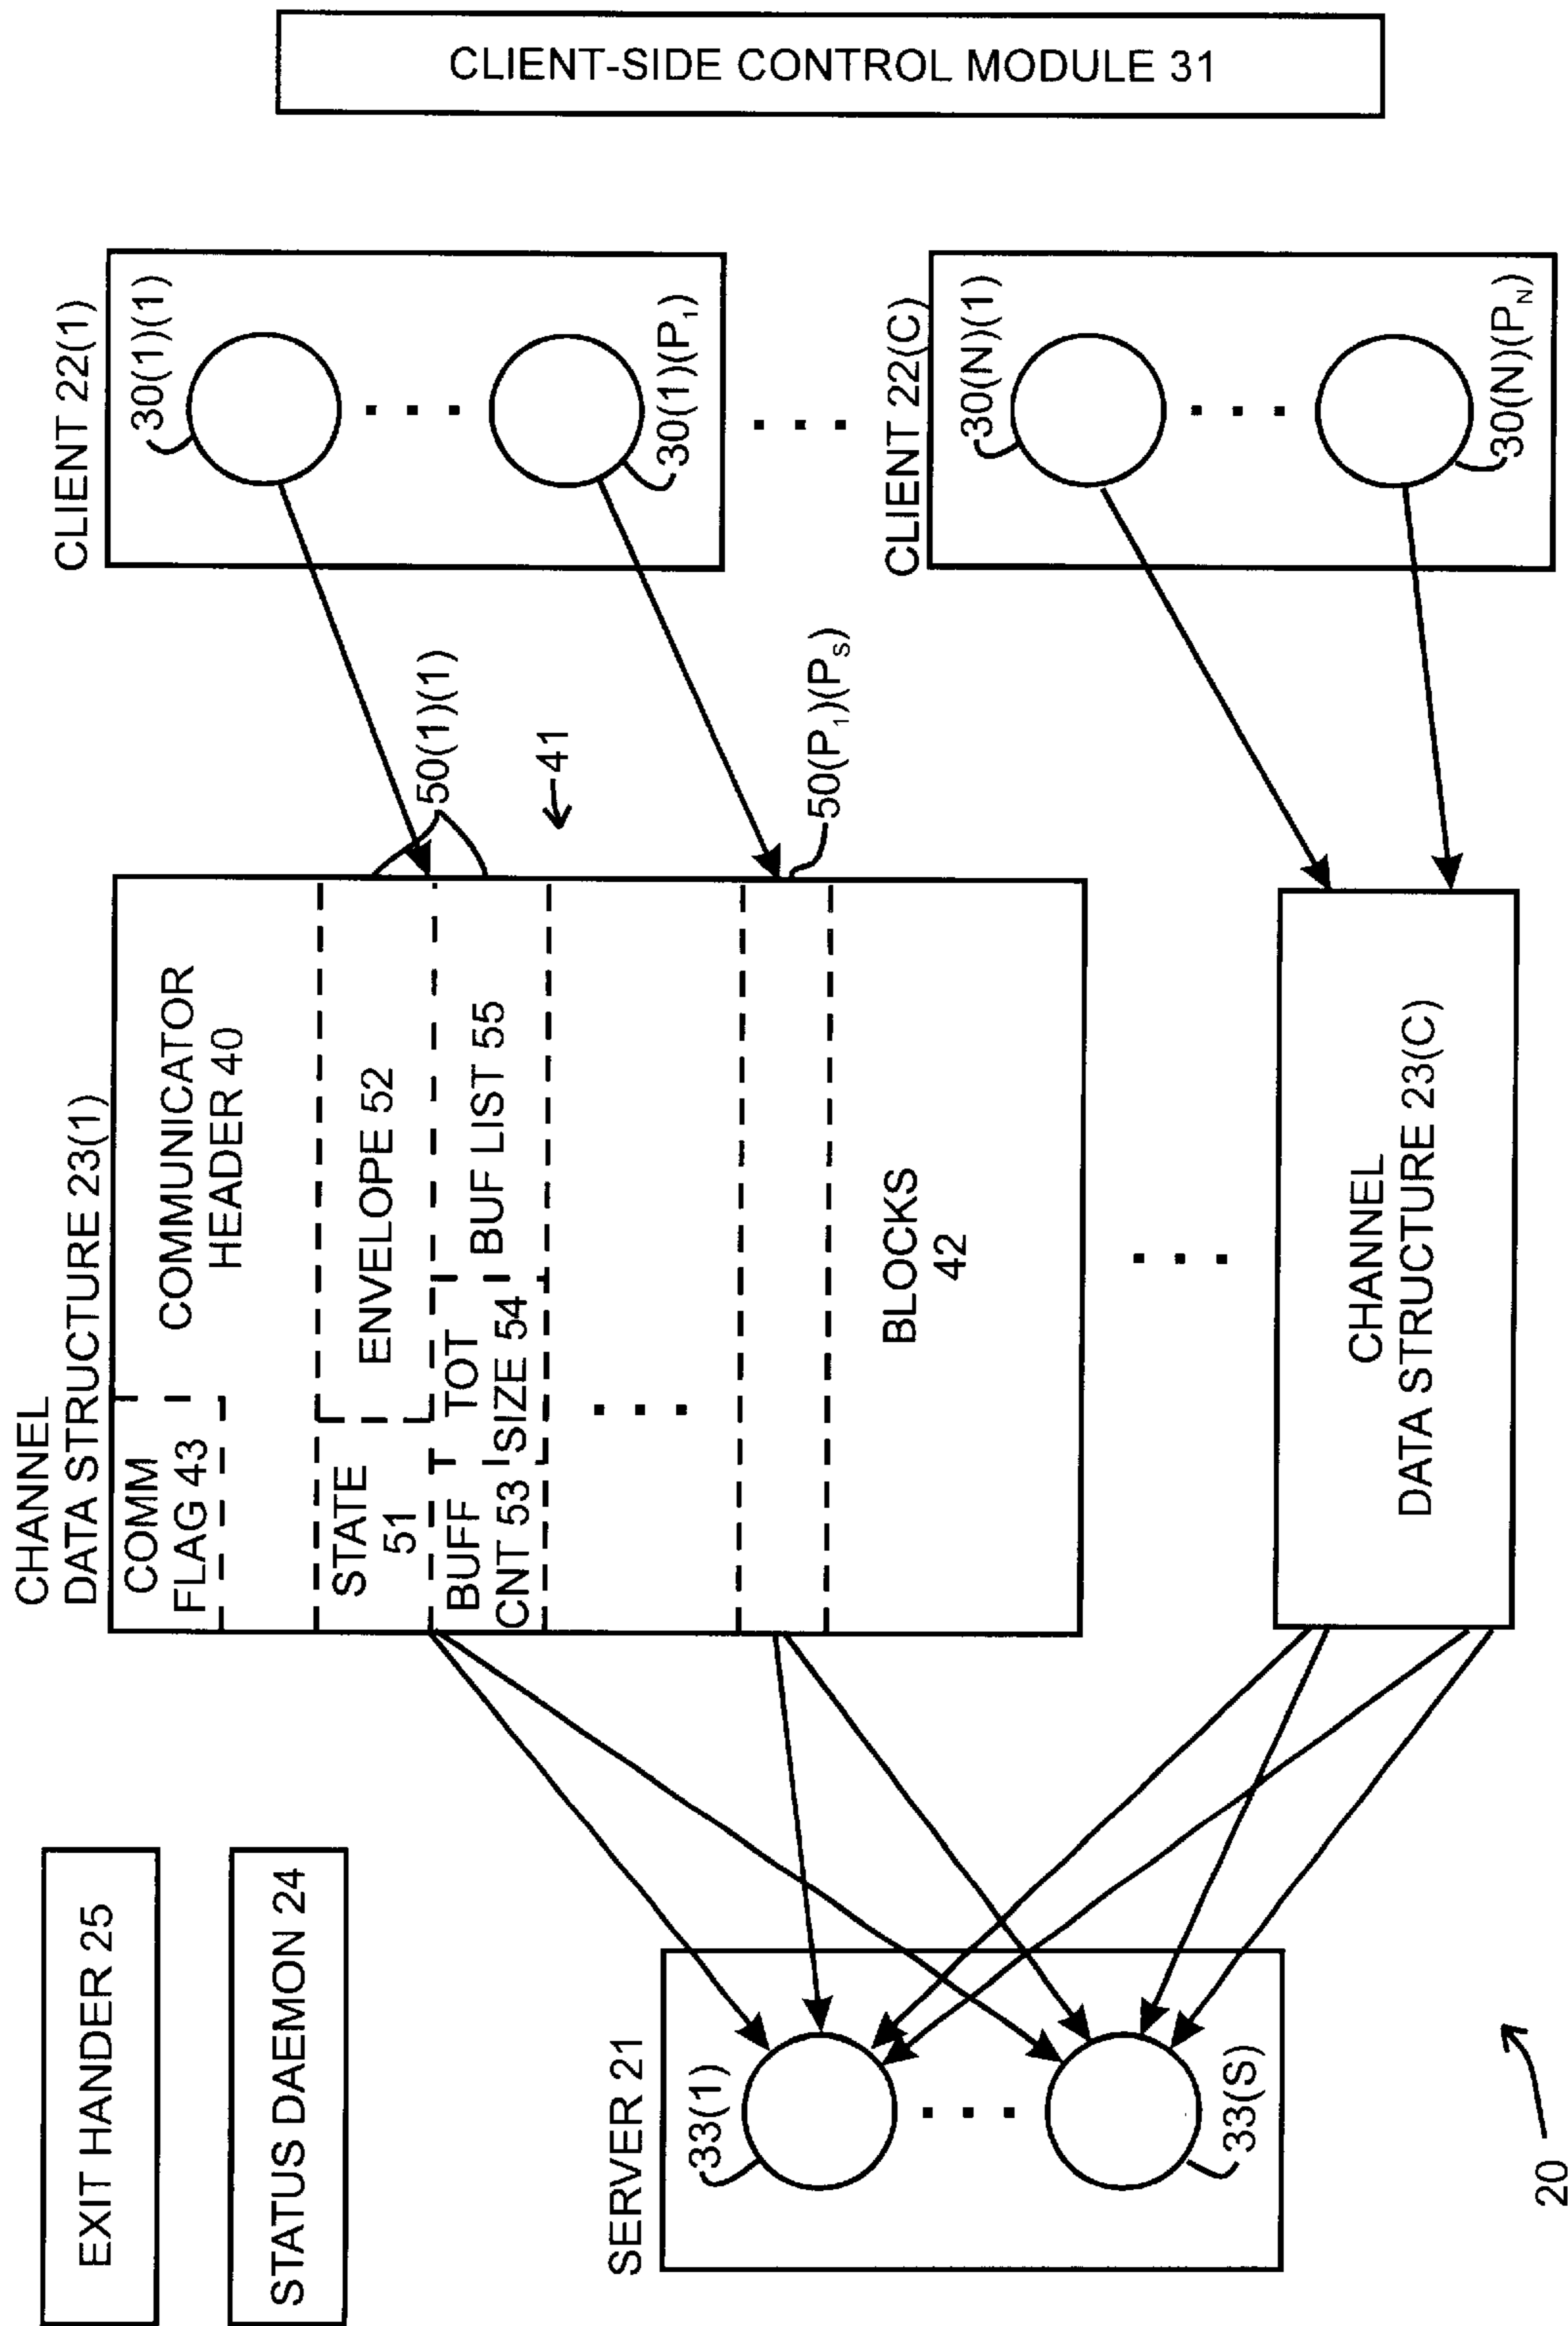 EXIT HANDER 25
STATUS DAEMON 24
SERVER 21
33(1)
33(S)
20
CHANNEL
DATA STRUCTURE 23(1)
COMM
FLAG 43
COMMUNICATOR
HEADER 40
STATE
51
ENVELOPE 52
BUFF
CNT 53
TOT
SIZE 54
BUF LIST 55
BLOCKS
42
50(1)(1)
41
50(P₁)(Pₛ)
CHANNEL
DATA STRUCTURE 23(C)
CLIENT 22(1)
30(1)(1)
30(1)(P₁)
CLIENT 22(C)
30(N)(1)
30(N)(P_N)
CLIENT-SIDE CONTROL MODULE 31